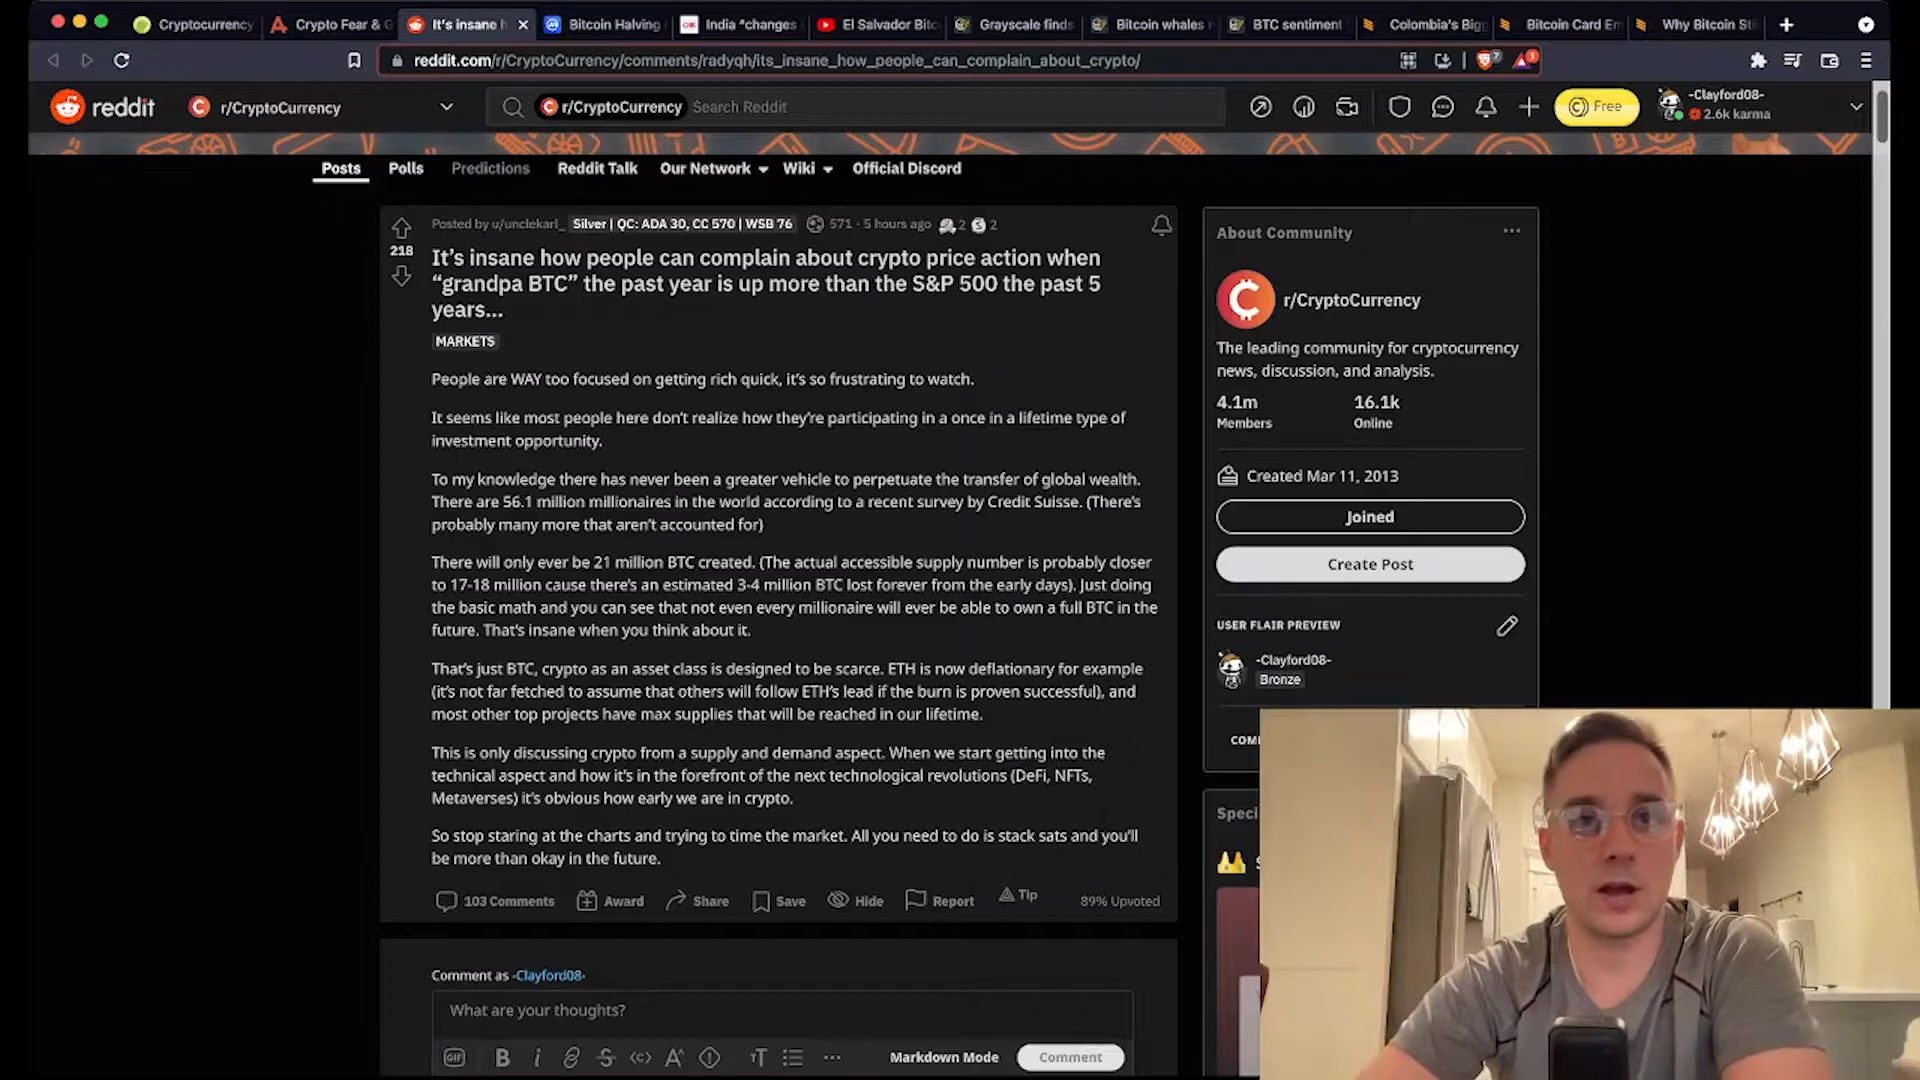 Cryptocurrency
Crypto Fear & G
It's insane h
Bitcoin Halving
India "changes
El Salvador Bitc
Grayscale finds
Bitcoin whales
BTC sentiment
Colombia's Big
Bitcoin Card Em
Why Bitcoin Sti
reddit.com/r/CryptoCurrency/comments/radyqh/its_insane_how_people_can_complain_about_crypto/
reddit
r/CryptoCurrency
r/CryptoCurrency
Search Reddit
Free
-Clayford08-
2.6k karma
Posts
Polls
Predictions
Reddit Talk
Our Network
Wiki
Official Discord
218
Posted by u/unclekarl_ Silver | QC: ADA 30, CC 570 | WSB 76 571 · 5 hours ago 2 2
It's insane how people can complain about crypto price action when
“grandpa BTC” the past year is up more than the S&P 500 the past 5
years...
MARKETS
People are WAY too focused on getting rich quick, it's so frustrating to watch.
It seems like most people here don't realize how they're participating in a once in a lifetime type of
investment opportunity.
To my knowledge there has never been a greater vehicle to perpetuate the transfer of global wealth.
There are 56.1 million millionaires in the world according to a recent survey by Credit Suisse. (There's
probably many more that aren't accounted for)
There will only ever be 21 million BTC created. (The actual accessible supply number is probably closer
to 17-18 million cause there's an estimated 3-4 million BTC lost forever from the early days). Just doing
the basic math and you can see that not even every millionaire will ever be able to own a full BTC in the
future. That's insane when you think about it.
That's just BTC, crypto as an asset class is designed to be scarce. ETH is now deflationary for example
(it's not far fetched to assume that others will follow ETH's lead if the burn is proven successful), and
most other top projects have max supplies that will be reached in our lifetime.
This is only discussing crypto from a supply and demand aspect. When we start getting into the
technical aspect and how it's in the forefront of the next technological revolutions (DeFi, NFTs,
Metaverses) it's obvious how early we are in crypto.
So stop staring at the charts and trying to time the market. All you need to do is stack sats and you'll
be more than okay in the future.
103 Comments
Award
Share
Save
Hide
Report
Tip
89% Upvoted
Comment as -Clayford08-
What are your thoughts?
GIF
Markdown Mode
Comment
About Community
r/CryptoCurrency
The leading community for cryptocurrency
news, discussion, and analysis.
4.1m
Members
16.1k
Online
Created Mar 11, 2013
Joined
Create Post
USER FLAIR PREVIEW
-Clayford08-
Bronze
COM
Speci